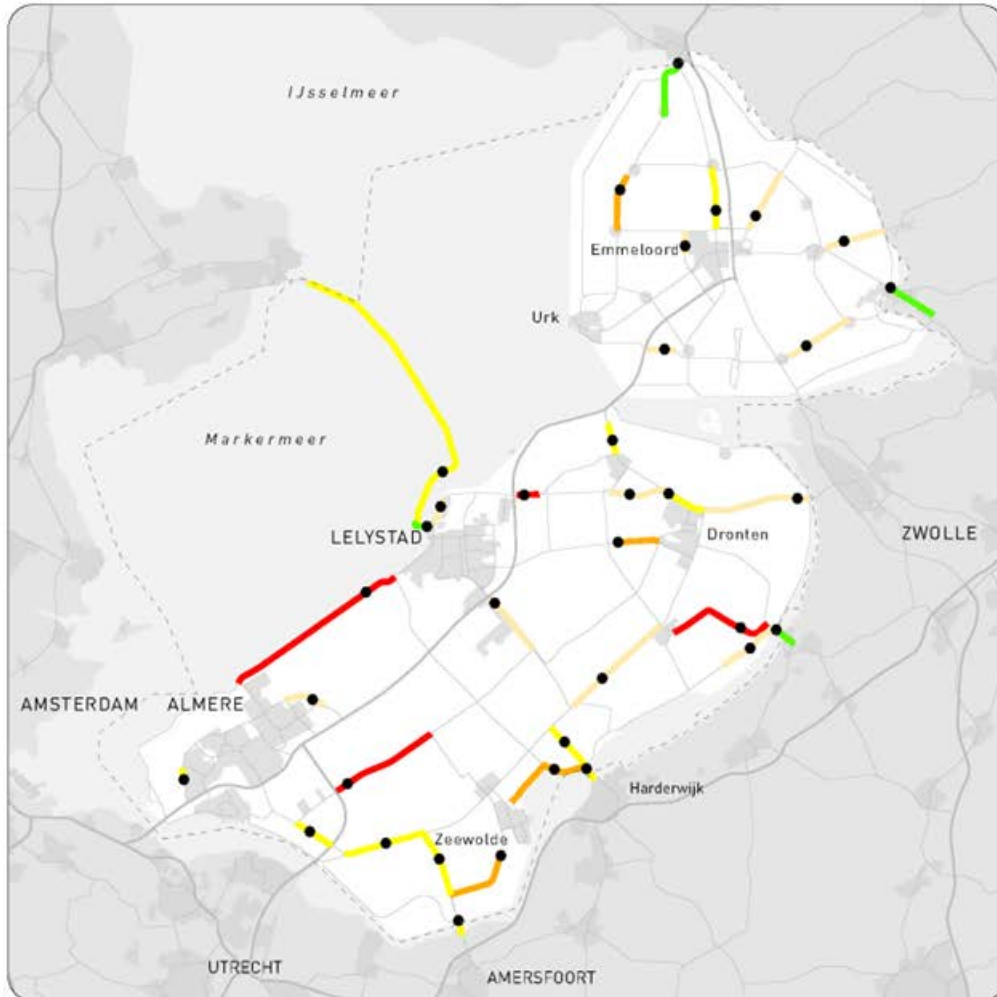 IJsselmeer
Emmeloord
Urk
Markermeer
LELYSTAD
Dronten
ZWOLLE
AMSTERDAM
ALMERE
Harderwijk
Zeewolde
UTRECHT
AMERSFOORT